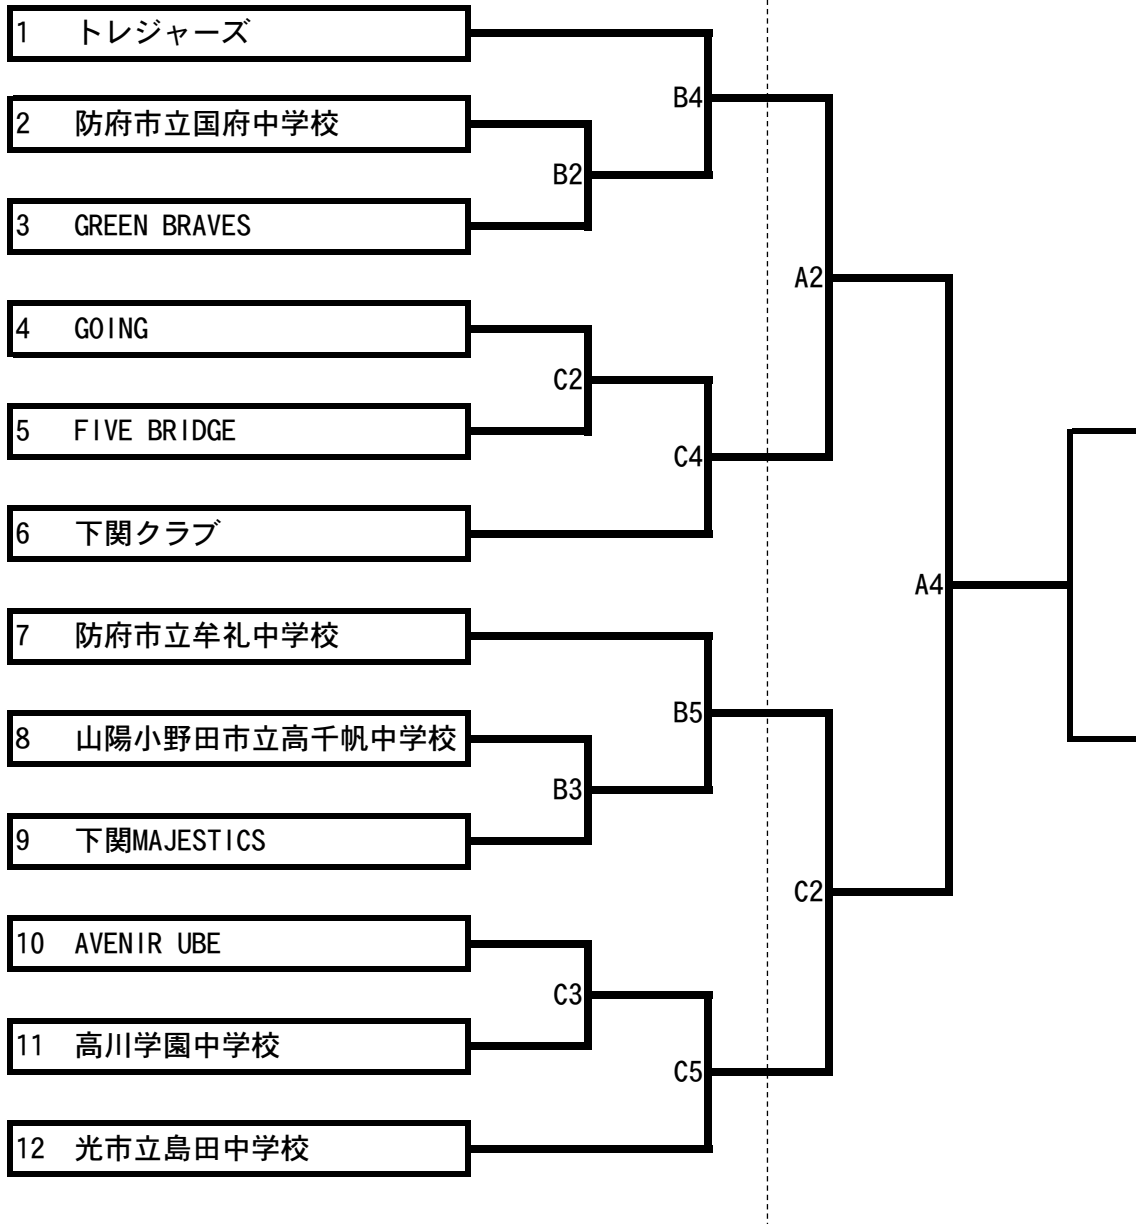 1 トレジャーズ
B4
2 防府市立国府中学校
B2
3 GREEN BRAVES
A2
4 GOING
C2
5 FIVE BRIDGE
C4
6 下関クラブ
A4
7 防府市立牟礼中学校
B5
8 山陽小野田市立高千帆中学校
B3
9 下関MAJESTICS
C2
10 AVENIR UBE
C3
11 高川学園中学校
C5
12 光市立島田中学校